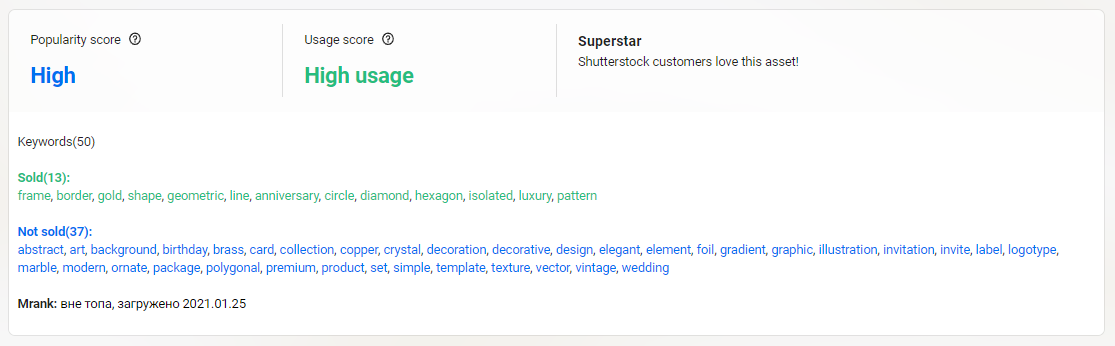 Popularity score
Usage score
Superstar
High
High usage
Shutterstock customers love this asset!
Keywords(50)
Sold(13):
frame, border, gold, shape, geometric, line, anniversary, circle, diamond, hexagon, isolated, luxury, pattern
Not sold(37):
abstract, art, background, birthday, brass, card, collection, copper, crystal, decoration, decorative, design, elegant, element, foil, gradient, graphic, illustration, invitation, invite, label, logotype,
marble, modern, ornate, package, polygonal, premium, product, set, simple, template, texture, vector, vintage, wedding
Mrank: вне топа, загружено 2021.01.25